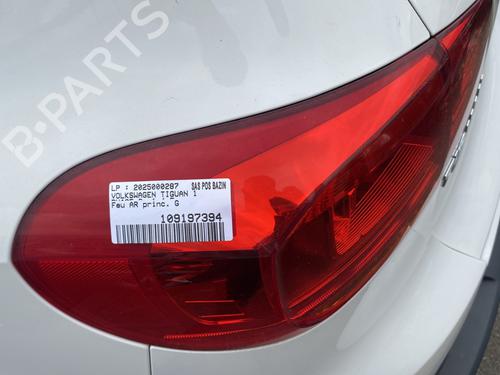 B-PARTS
LP : 2025000287 SAS POS BAZIN
VOLKSWAGEN TIGUAN 1
Feu AR princ. G
109197394